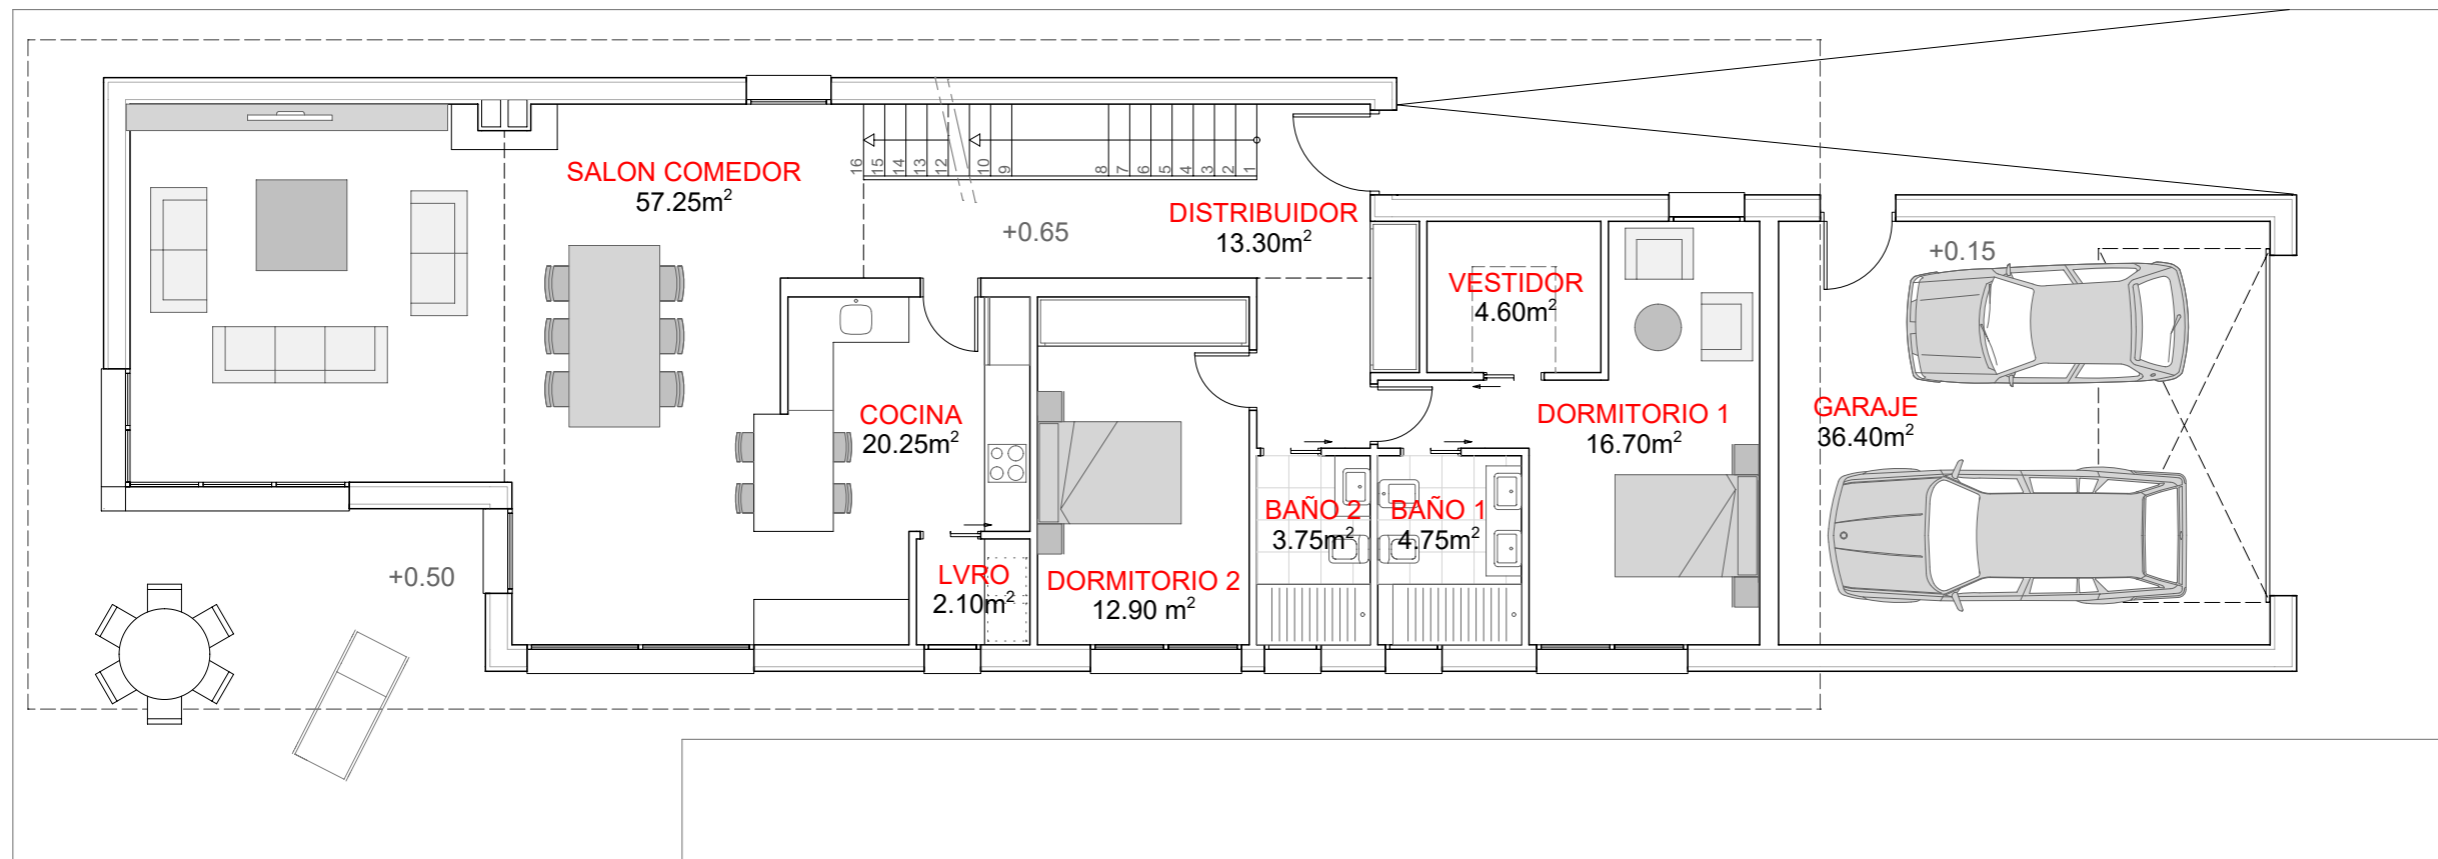 SALON COMEDOR
57.25m²
16
15
14
13
12
10
9
8
7
6
5
4
3
2
1
+0.65
DISTRIBUIDOR
13.30m²
VESTIDOR
4.60m²
+0.15
COCINA
20.25m²
DORMITORIO 1
16.70m²
GARAJE
36.40m²
BAÑO 2
3.75m²
BAÑO 1
4.75m²
+0.50
LVRO
2.10m²
DORMITORIO 2
12.90 m²